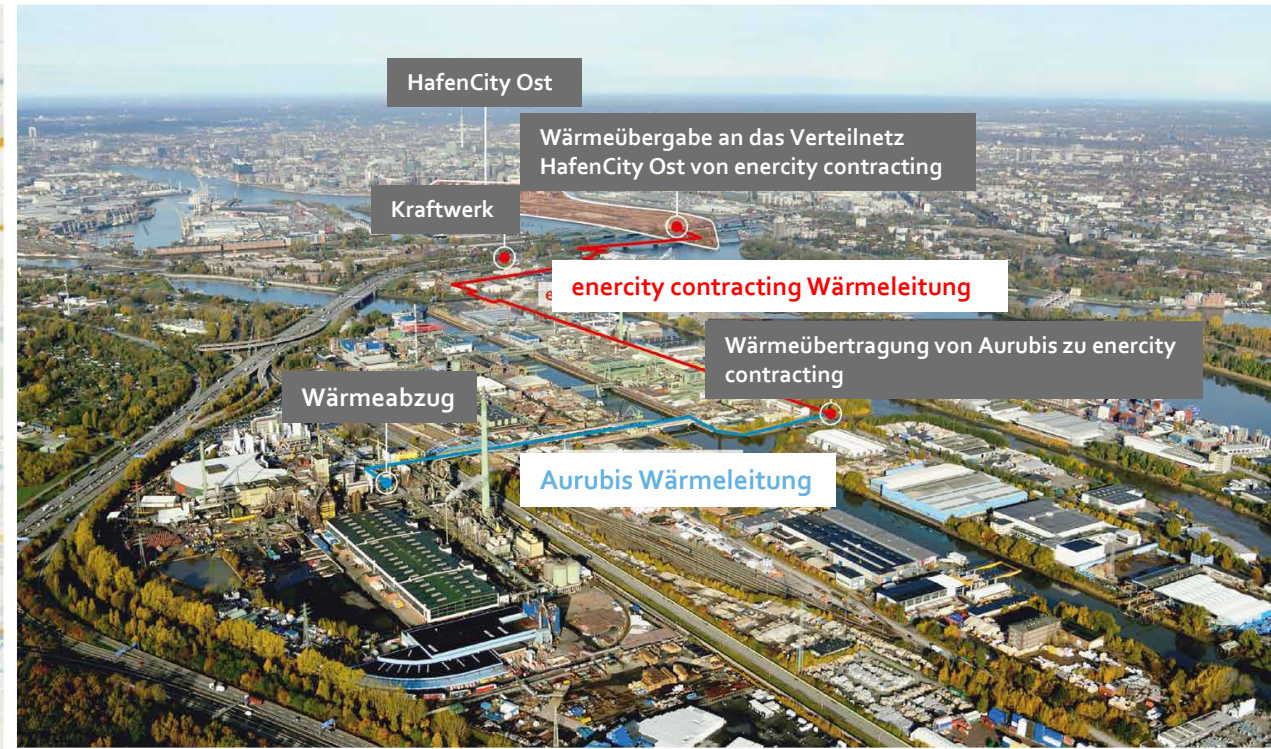 HafenCity Ost
Wärmeübergabe an das Verteilnetz
HafenCity Ost von enercity contracting
Kraftwerk
enercity contracting Wärmeleitung
Wärmeübertragung von Aurubis zu enercity
contracting
Wärmeabzug
Aurubis Wärmeleitung